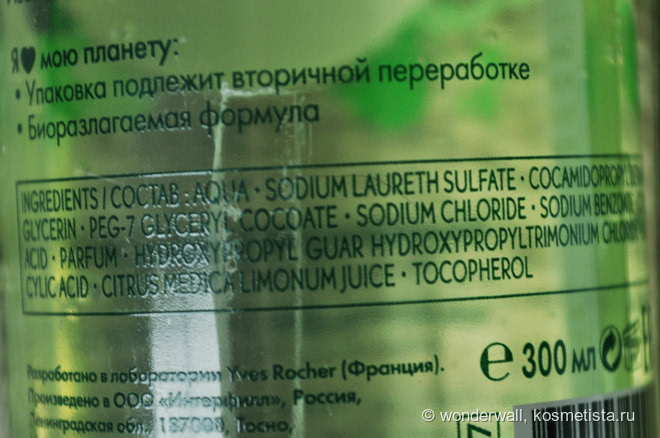 Я♥ мою планету:
• Упаковка подлежит вторичной переработке
• Биоразлагаемая формула
INGREDIENTS / СОСТАВ : AQUA · SODIUM LAURETH SULFATE ·
GLYCERIN · PEG-7 GLYCERYL COCOATE · SODIUM CHLORIDE · SODIUM
ACID · PARFUM · HYDROXYPROPYL GUAR HYDROXYPROPYLTRIMONIUM
CYLIC ACID · CITRUS MEDICA LIMONUM JUICE · TOCOPHEROL
Разработано в лаборатории Yves Rocher (Франция).
Произведено в ООО «Интерфилл», Россия,
Ленинградская обл., 187000, Тосно,
℮ 300 мл
© wonderwall, kosmetista.ru